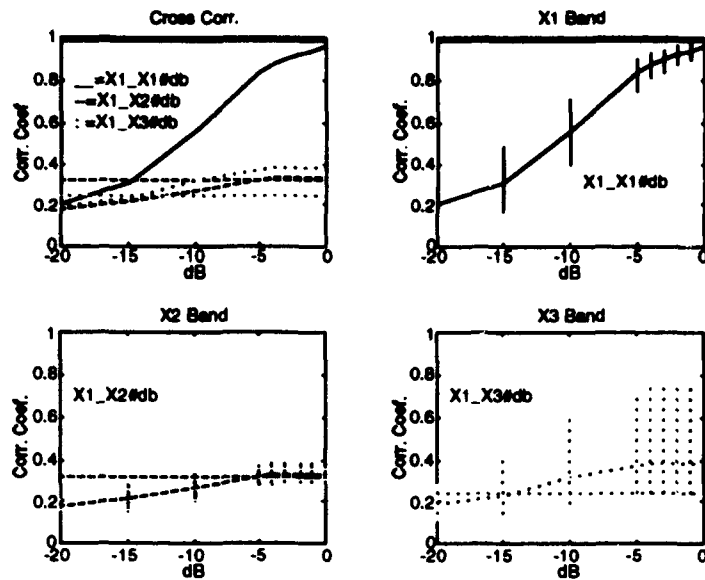 Cross Corr.
Corr. Coef.
1
0.8
0.6
0.4
0.2
0
__=X1_X1#db
--=X1_X2#db
: =X1_X3#db
-20 -15 -10 -5 0
dB
X1 Band
Corr. Coef.
1
0.8
0.6
0.4
0.2
0
X1_X1#db
-20 -15 -10 -5 0
dB
X2 Band
Corr. Coef.
1
0.8
0.6
0.4
0.2
0
X1_X2#db
-20 -15 -10 -5 0
dB
X3 Band
Corr. Coef.
1
0.8
0.6
0.4
0.2
0
X1_X3#db
-20 -15 -10 -5 0
dB